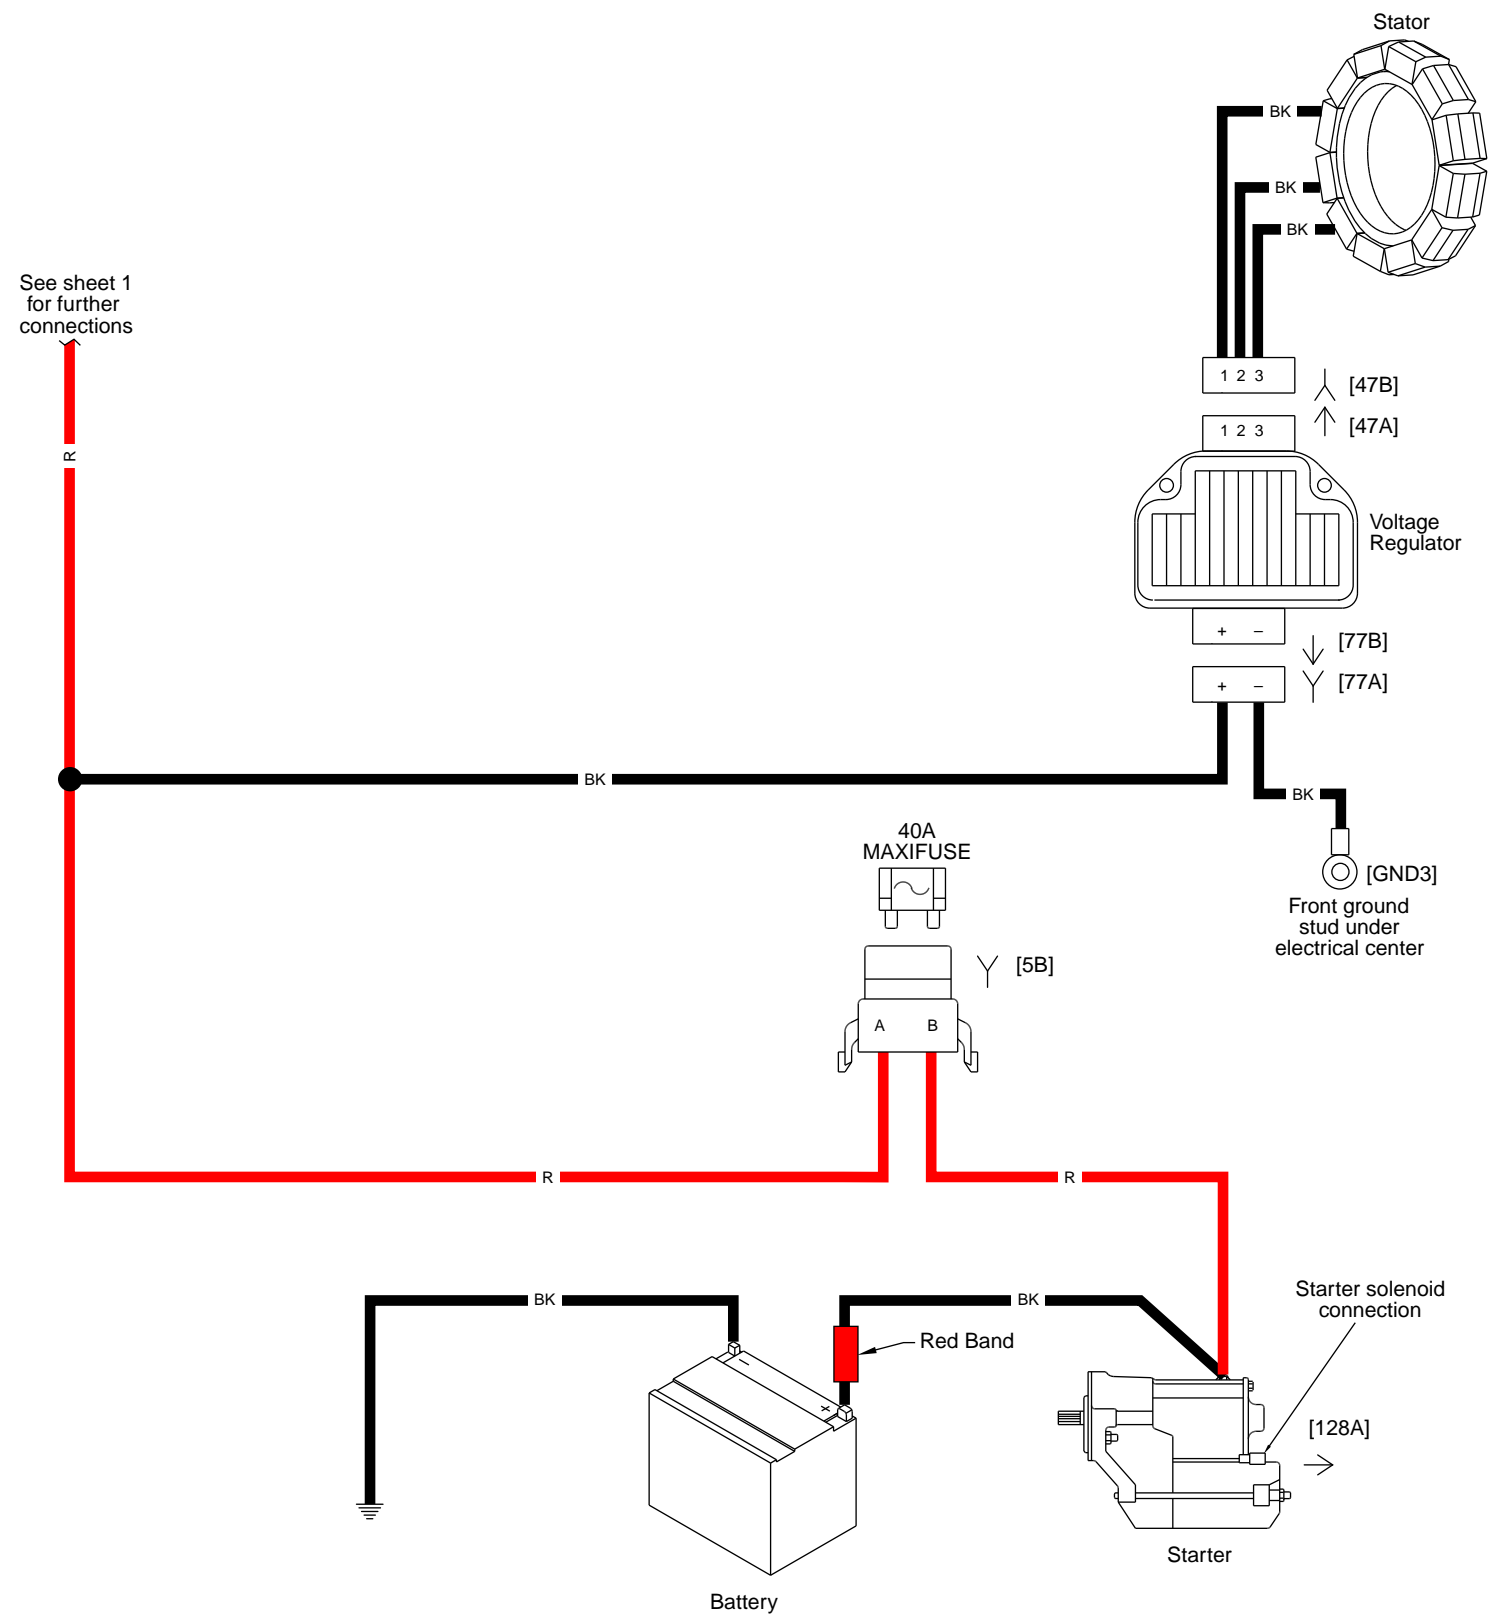 Stator
BK
BK
BK
See sheet 1
for further
connections
1 2 3
[47B]
1 2 3
[47A]
R
Voltage
Regulator
+ –
[77B]
+ –
[77A]
BK
BK
40A
MAXIFUSE
[GND3]
Front ground
stud under
electrical center
[5B]
A B
R
R
BK
BK
Starter solenoid
connection
Red Band
–
+
[128A]
Starter
Battery